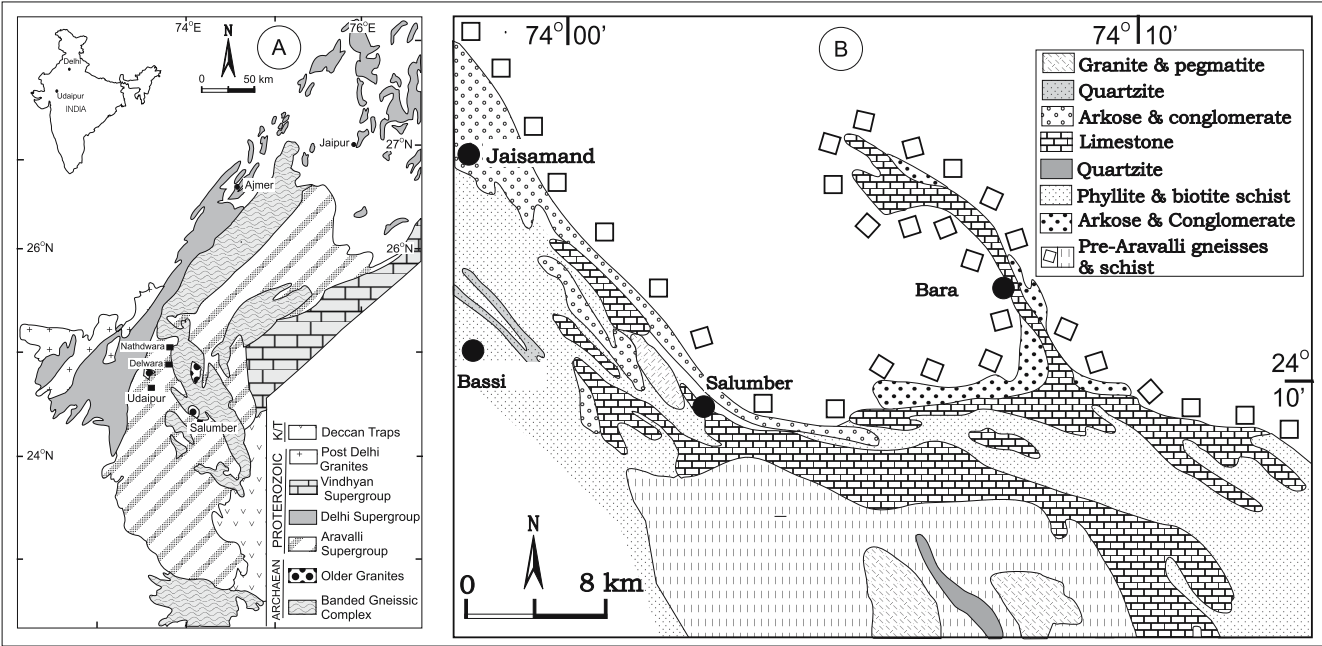 74°E
76°E
N
A
0 50 km
Delhi
Udaipur
INDIA
Jaipur
27°N
Ajmer
26°N
26°N
Nathdwara
Delwara
Udaipur
Salumber
24°N
K/T
PROTEROZOIC
ARCHAEAN
Deccan Traps
Post Delhi
Granites
Vindhyan
Supergroup
Delhi Supergroup
Aravalli
Supergroup
Older Granites
Banded Gneissic
Complex
74° 00'
B
74° 10'
Granite & pegmatite
Quartzite
Arkose & conglomerate
Limestone
Quartzite
Phyllite & biotite schist
Arkose & Conglomerate
Pre-Aravalli gneisses
& schist
Jaisamand
Bara
Bassi
Salumber
24°
10'
N
0 8 km